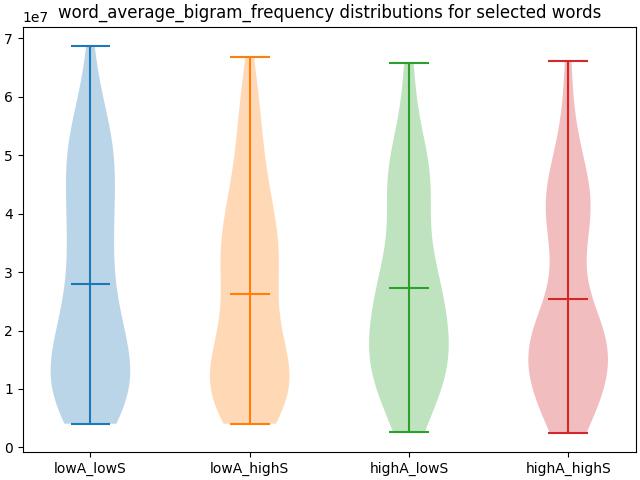 word_average_bigram_frequency distributions for selected words
1e7
7
6
5
4
3
2
1
0
lowA_lowS lowA_highS highA_lowS highA_highS